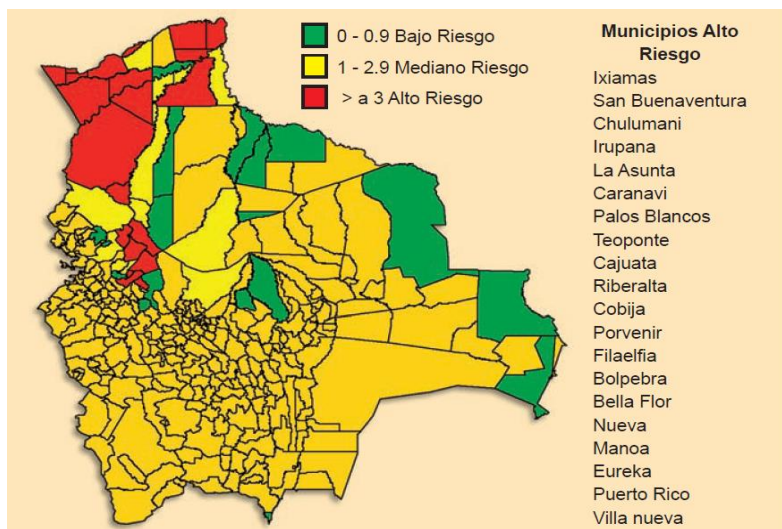 0 - 0.9 Bajo Riesgo
1 - 2.9 Mediano Riesgo
> a 3 Alto Riesgo
Municipios Alto
Riesgo
Ixiamas
San Buenaventura
Chulumani
Irupana
La Asunta
Caranavi
Palos Blancos
Teoponte
Cajuata
Riberalta
Cobija
Porvenir
Filaelfia
Bolpebra
Bella Flor
Nueva
Manoa
Eureka
Puerto Rico
Villa nueva